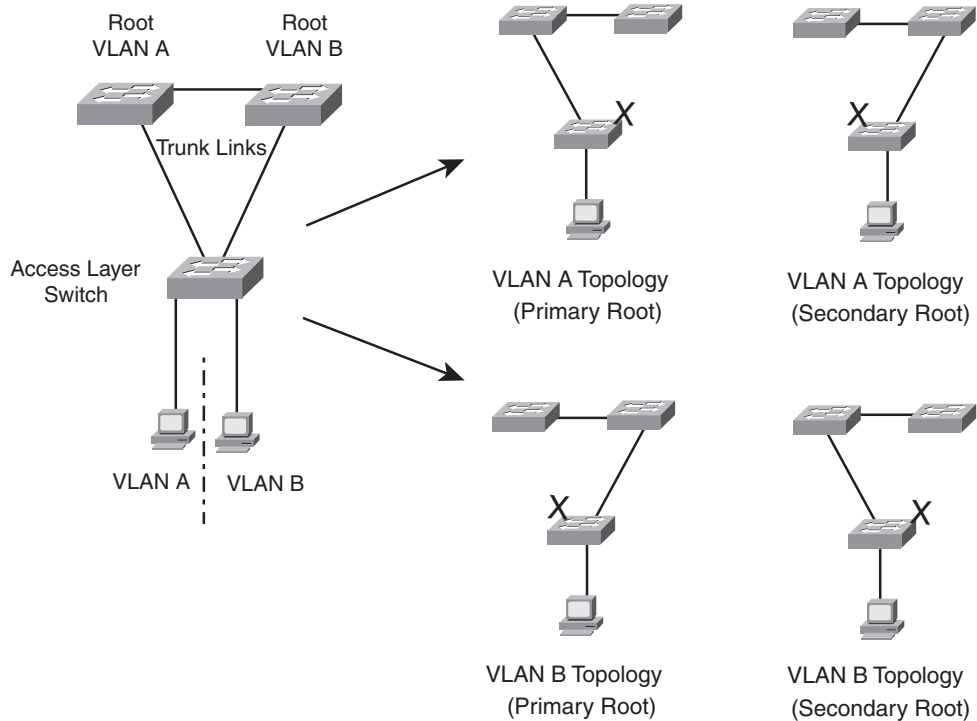 Root
VLAN A
Root
VLAN B
Trunk Links
Access Layer
Switch
VLAN A
VLAN B
X
X
VLAN A Topology
(Primary Root)
VLAN A Topology
(Secondary Root)
X
X
VLAN B Topology
(Primary Root)
VLAN B Topology
(Secondary Root)